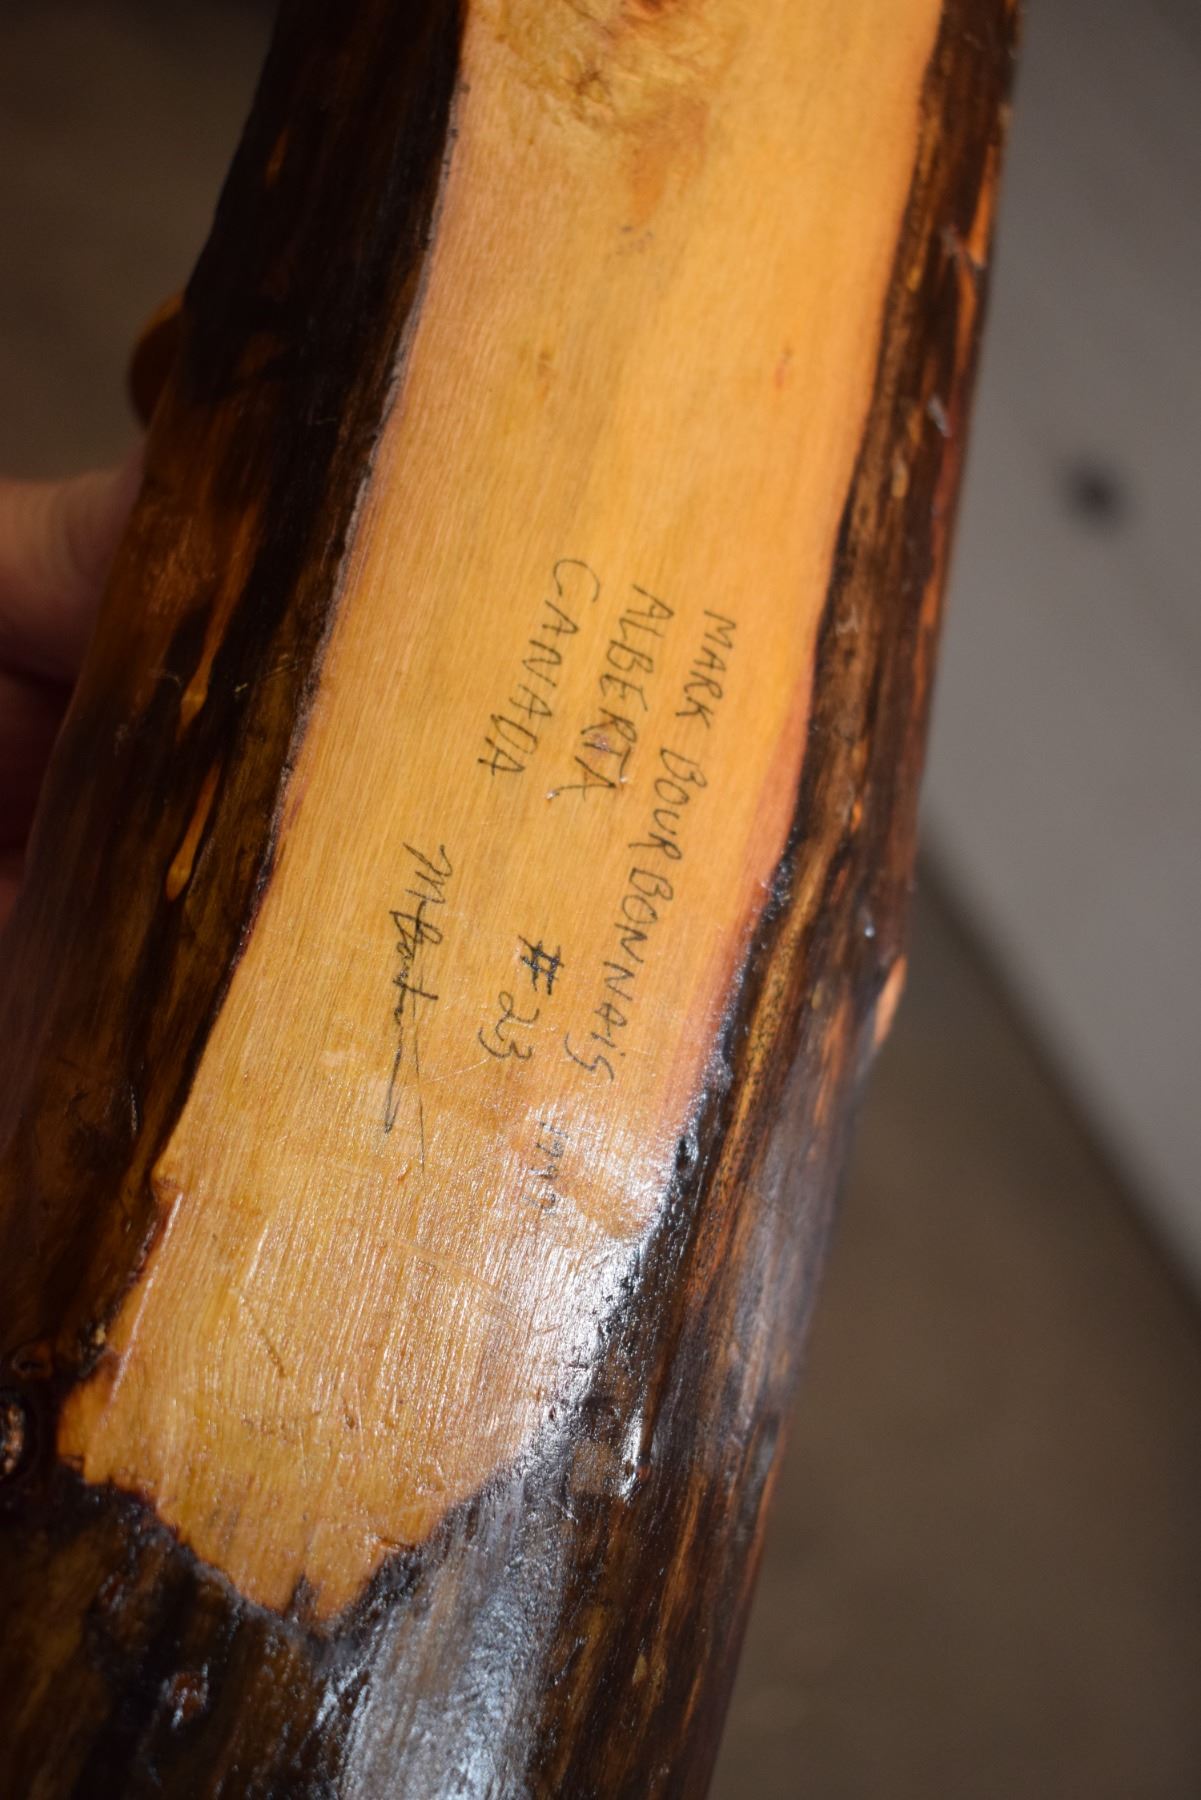 MARK BOURBONNAIS
ALBERTA
CANADA
# 23